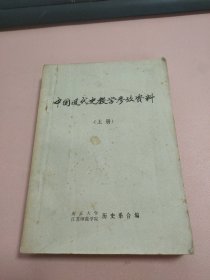 中国近代史教学参考资料
（上册）
南京大学
江苏师范学院 历史系合编